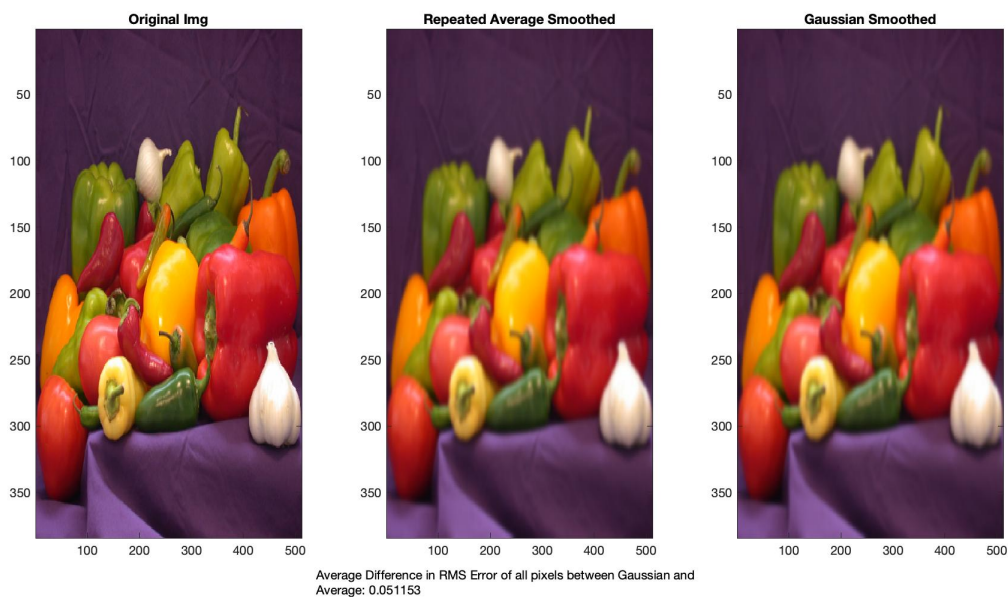 Original Img
Repeated Average Smoothed
Gaussian Smoothed
50
100
150
200
250
300
350
100 200 300 400 500
50
100
150
200
250
300
350
100 200 300 400 500
50
100
150
200
250
300
350
100 200 300 400 500
Average Difference in RMS Error of all pixels between Gaussian and
Average: 0.051153